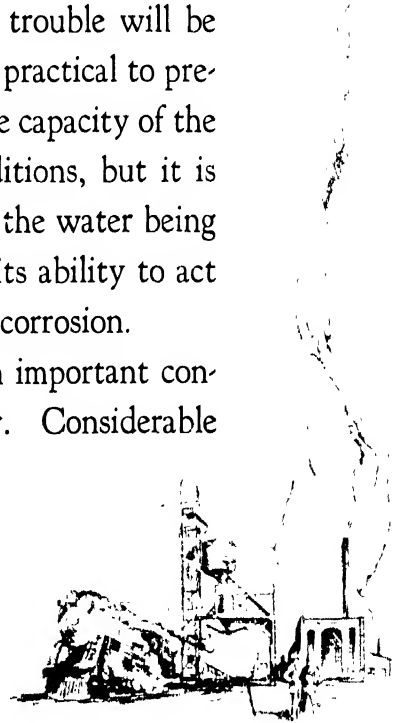 trouble will be
practical to pre-
e capacity of the
ditions, but it is
the water being
its ability to act
corrosion.
n important con-
r. Considerable